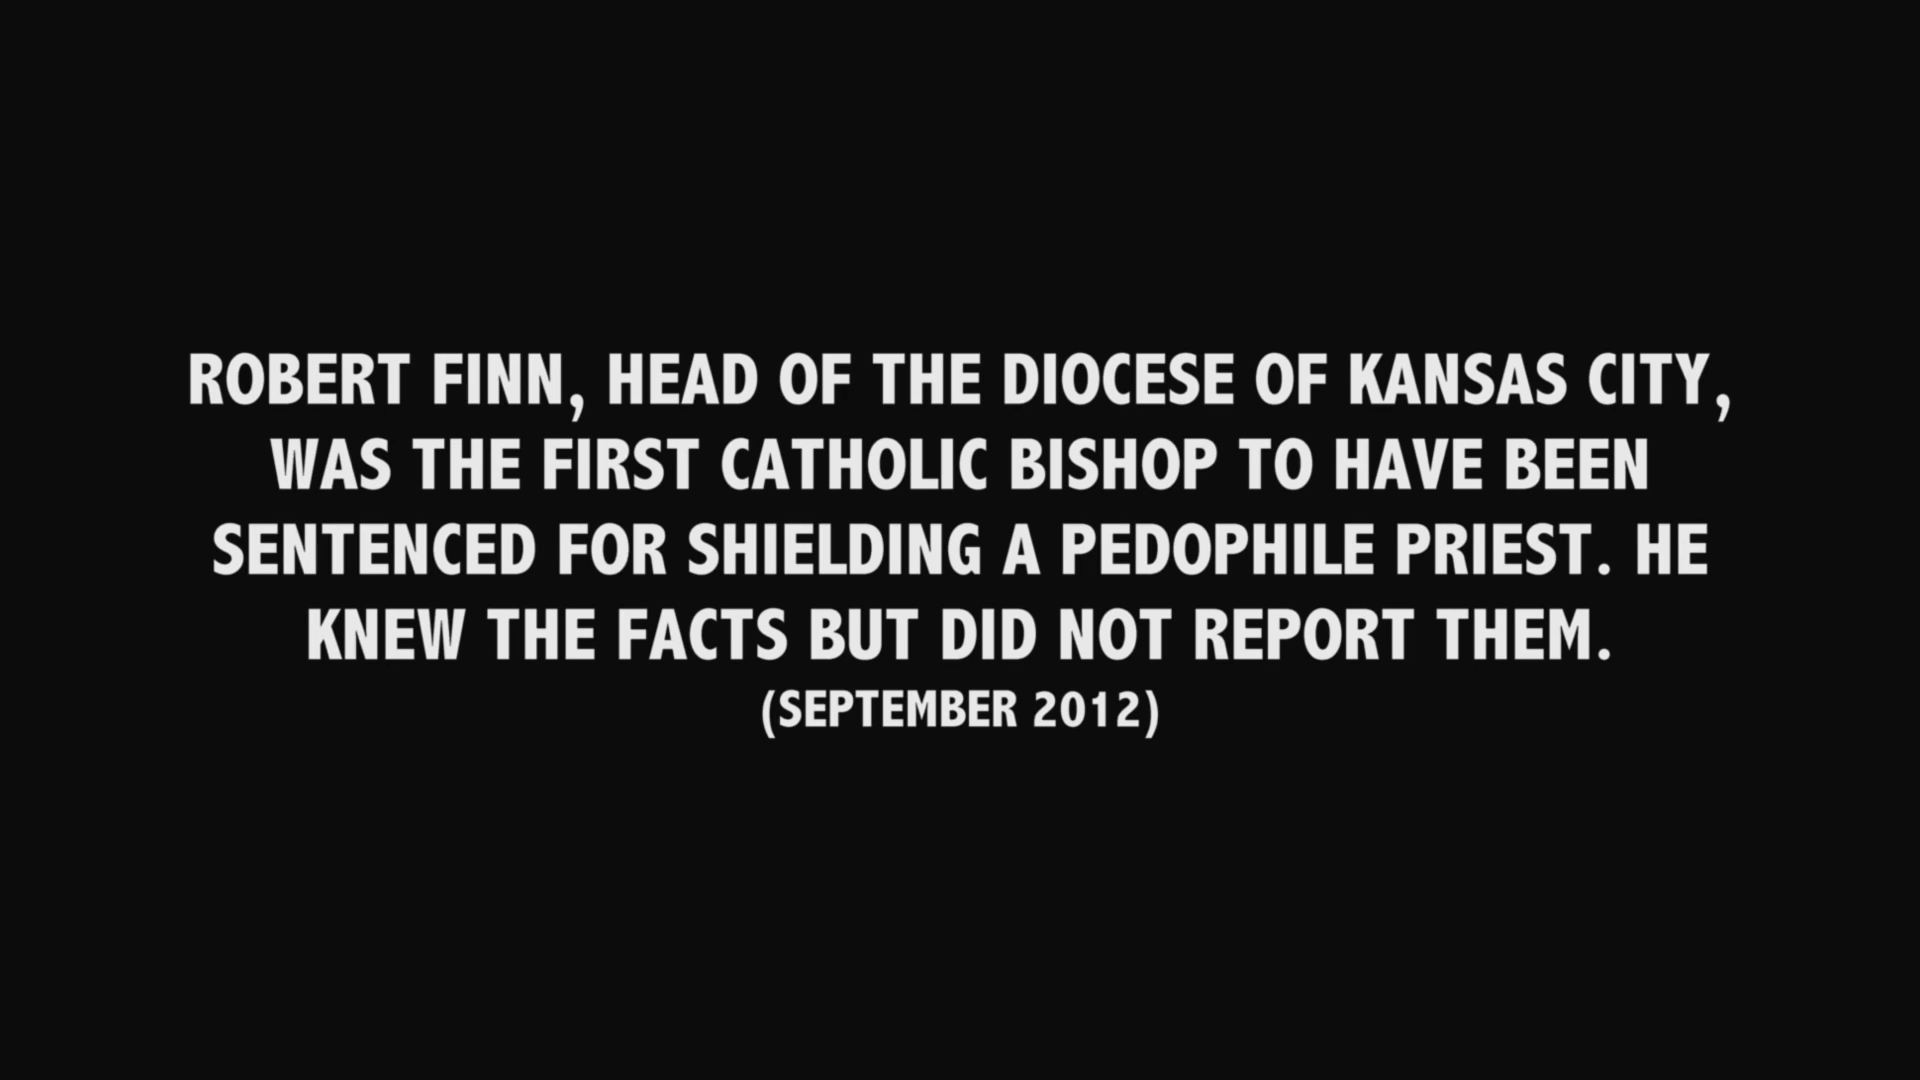 ROBERT FINN, HEAD OF THE DIOCESE OF KANSAS CITY,
WAS THE FIRST CATHOLIC BISHOP TO HAVE BEEN
SENTENCED FOR SHIELDING A PEDOPHILE PRIEST. HE
KNEW THE FACTS BUT DID NOT REPORT THEM.
(SEPTEMBER 2012)